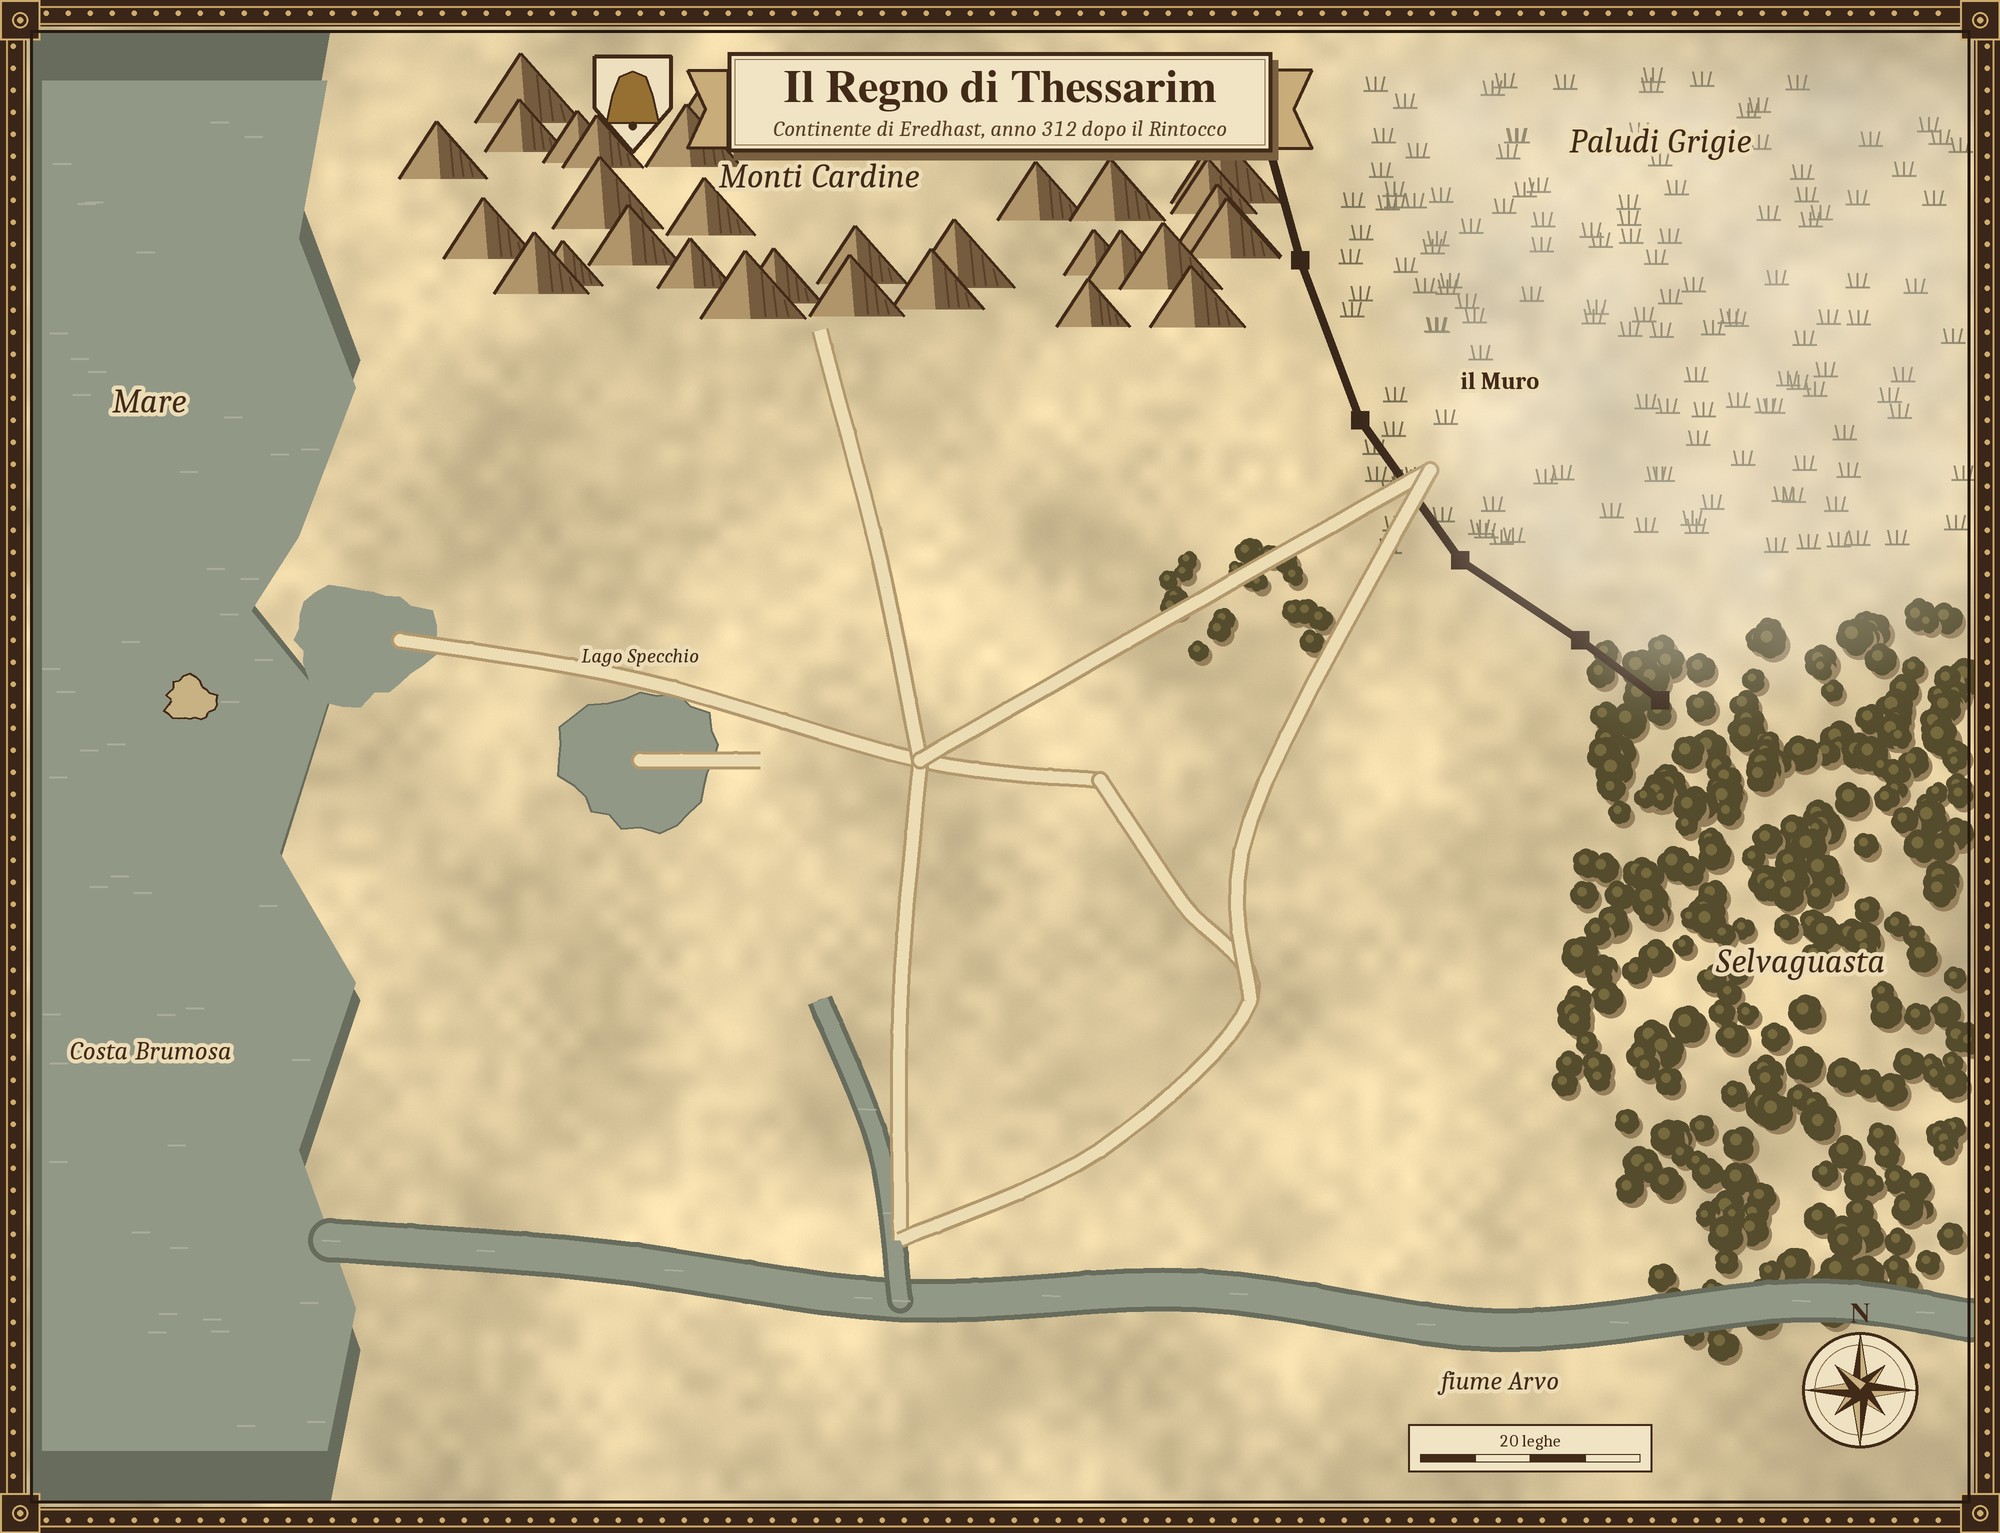 Il Regno di Thessarim
Continente di Eredhast, anno 312 dopo il Rintocco
Monti Cardine
Paludi Grigie
il Muro
Mare
Lago Specchio
Selvaguasta
Costa Brumosa
N
fiume Arvo
20 leghe